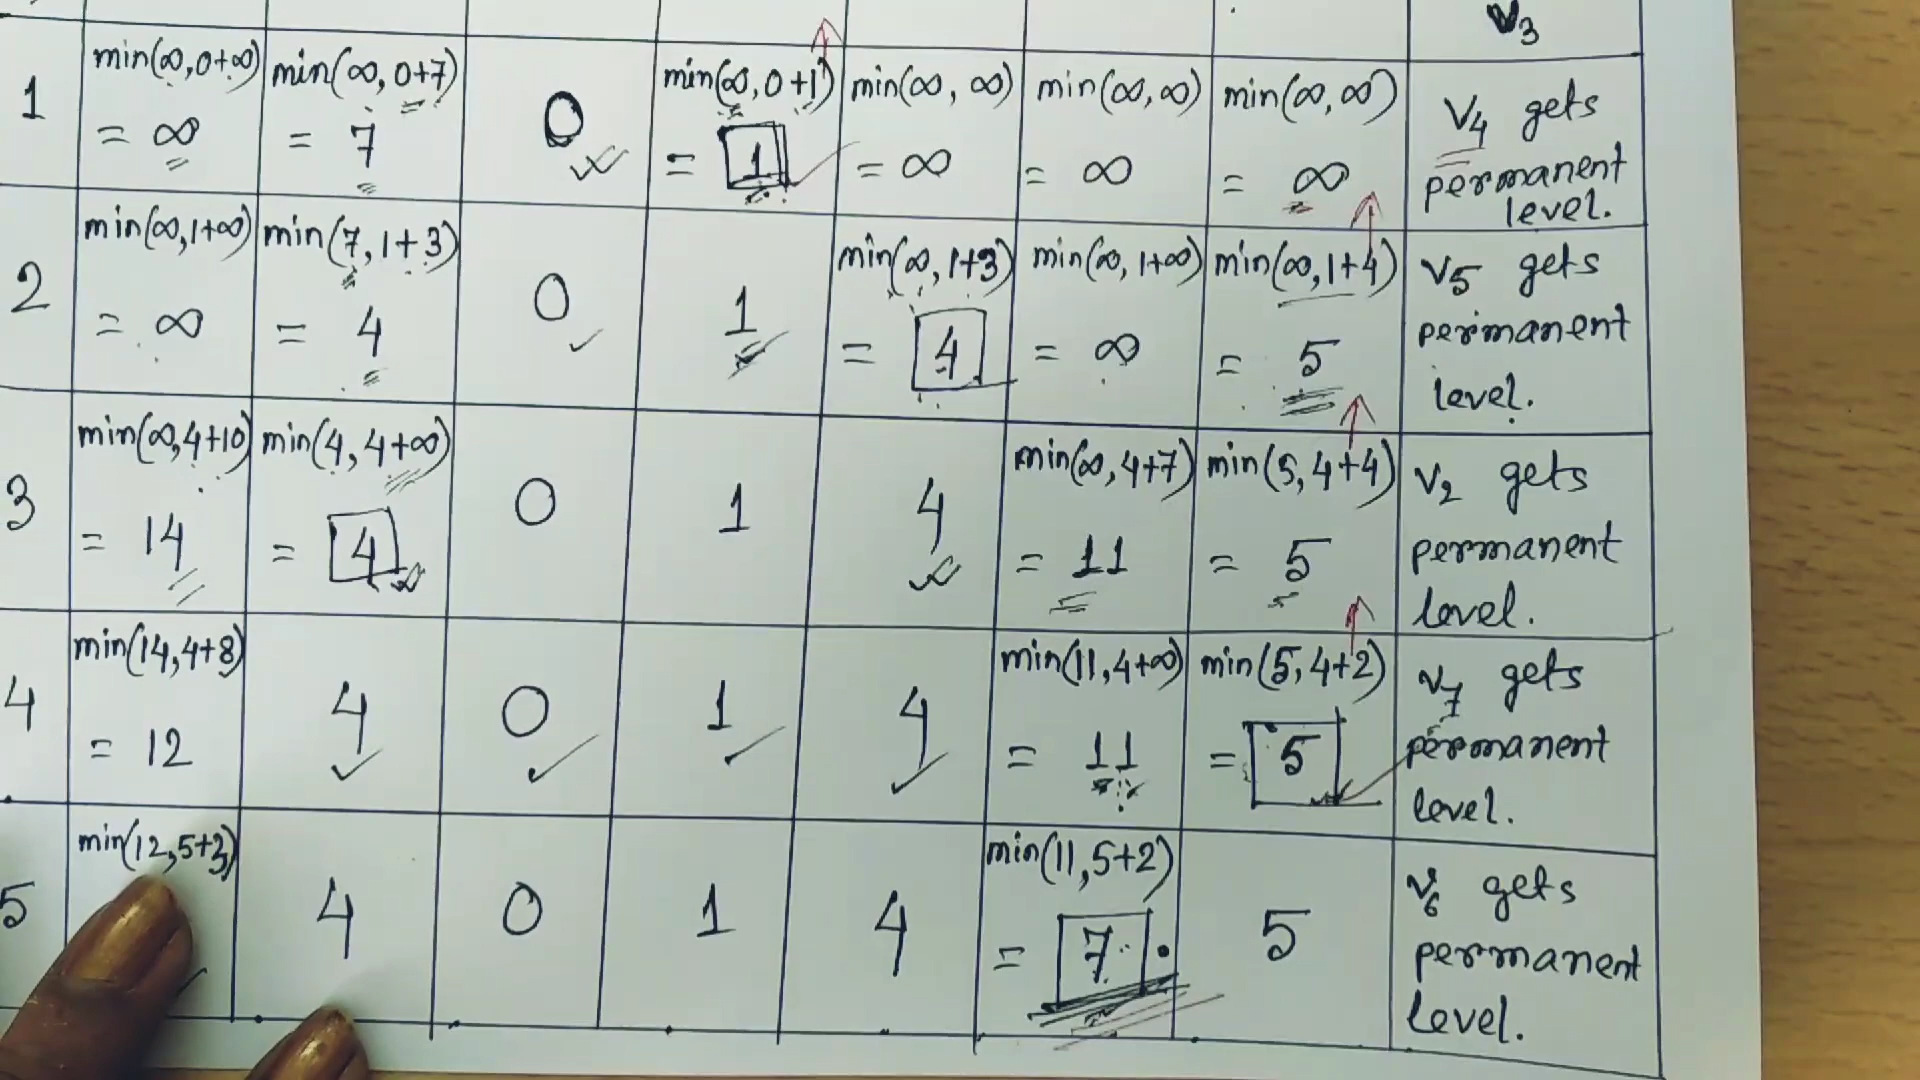 V3
1
min(∞,0+∞)
= ∞
min(∞,0+7)
= 7
0
min(∞,0+1)
= 1
min(∞,∞)
= ∞
min(∞,∞)
= ∞
min(∞,∞)
= ∞
V4 gets
permanent
level.
2
min(∞,1+∞)
= ∞
min(7,1+3)
= 4
0
1
min(∞,1+3)
= 4
min(∞,1+∞)
= ∞
min(∞,1+4)
= 5
V5 gets
permanent
level.
3
min(∞,4+10)
= 14
min(4,4+∞)
= 4
0
1
4
min(∞,4+7)
= 11
min(5,4+4)
= 5
V2 gets
permanent
level.
4
min(14,4+8)
= 12
4
0
1
4
min(11,4+∞)
= 11
min(5,4+2)
= 5
V7 gets
permanent
level.
5
min(12,5+3)
4
0
1
4
min(11,5+2)
= 7
5
V6 gets
permanent
level.